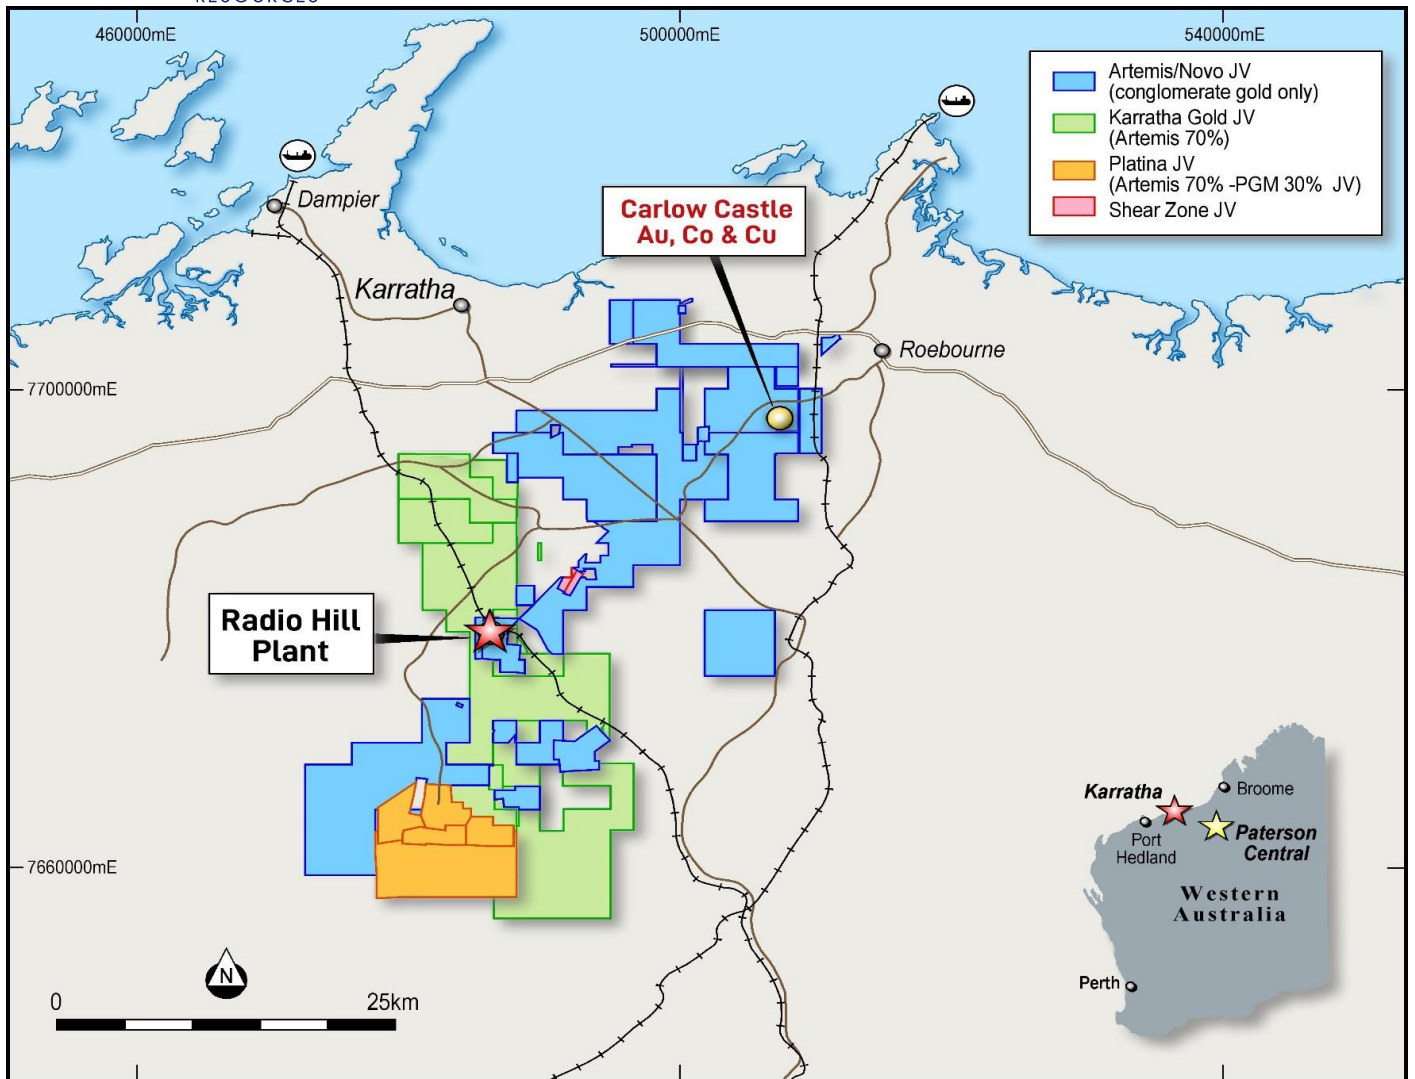 RESOURCES
460000mE
500000mE
540000mE
Artemis/Novo JV
(conglomerate gold only)
Karratha Gold JV
(Artemis 70%)
Platina JV
(Artemis 70% -PGM 30% JV)
Shear Zone JV
Dampier
Carlow Castle
Au, Co & Cu
Karratha
Roebourne
7700000mE
Radio Hill
Plant
Karratha
Broome
Port
Hedland
Paterson
Central
7660000mE
Western
Australia
N
Perth
0
25km